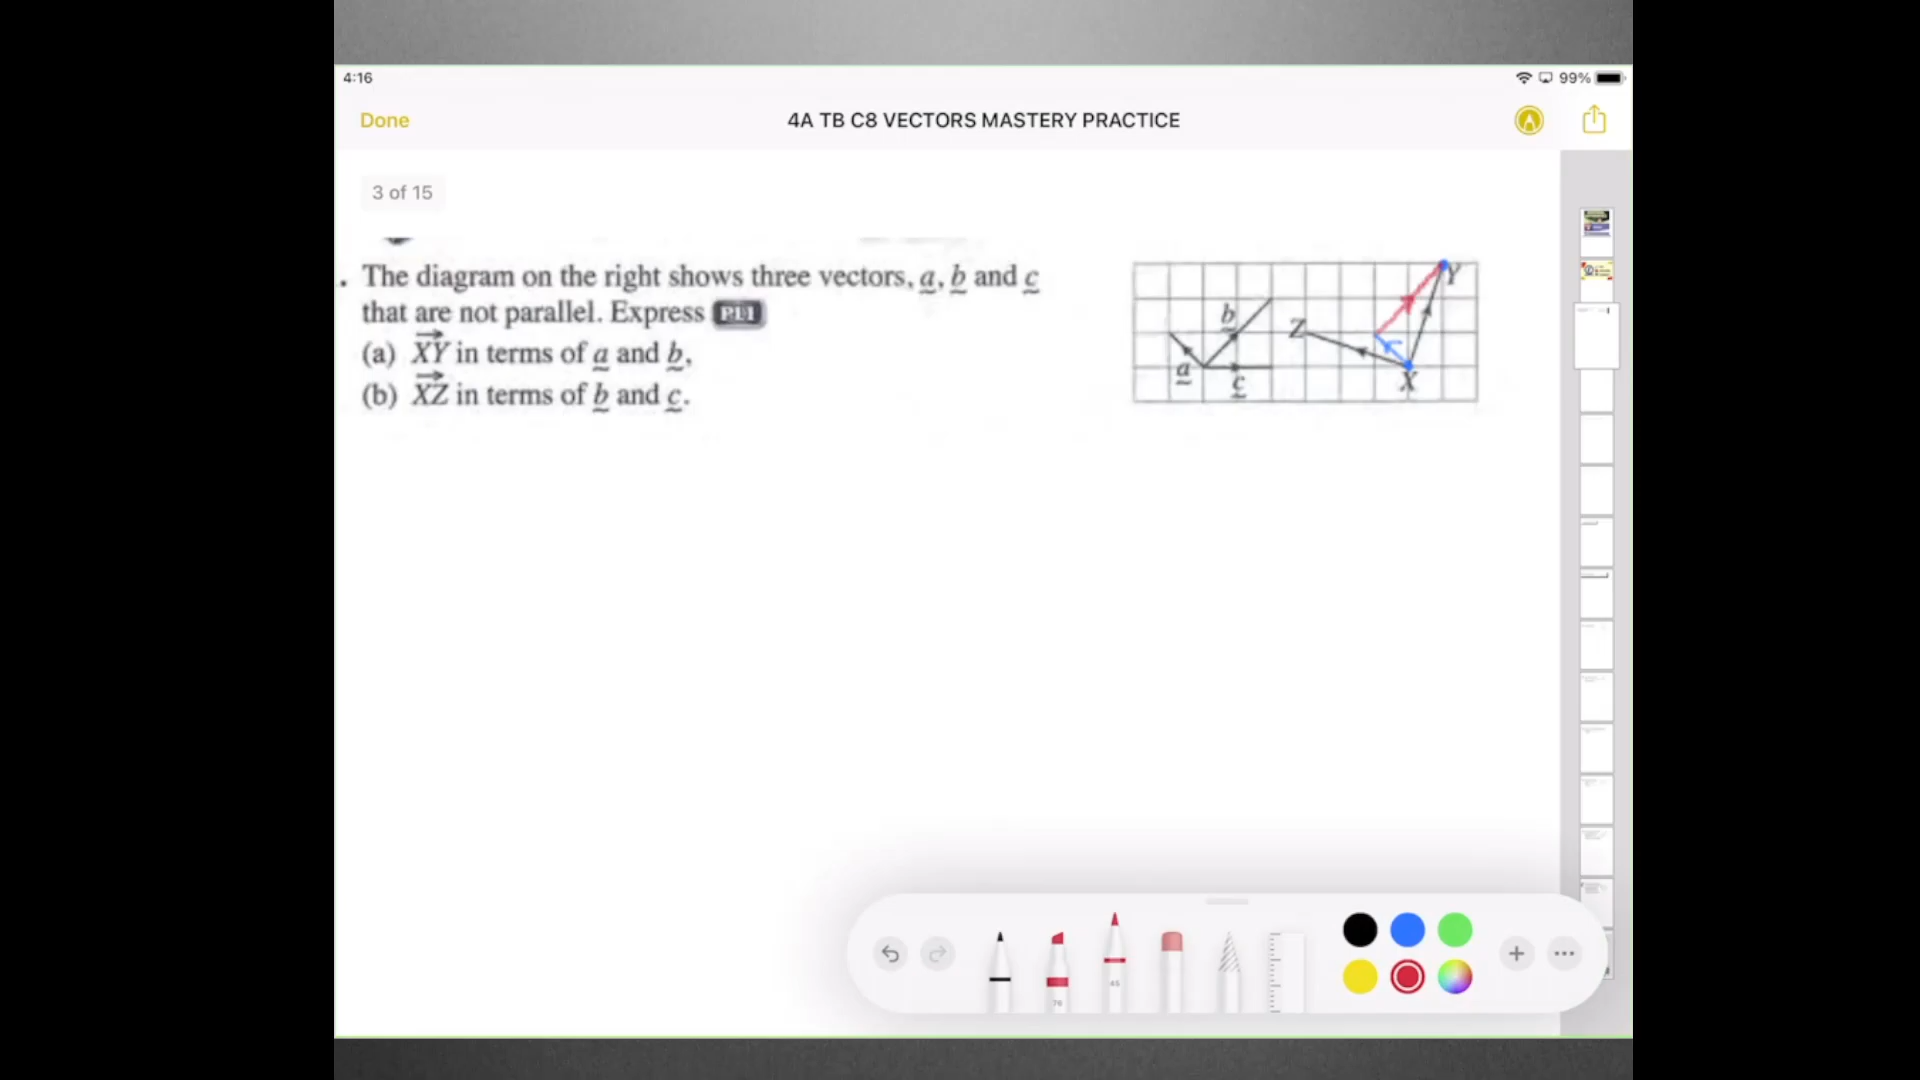 4:16
99%
Done
4A TB C8 VECTORS MASTERY PRACTICE
3 of 15
. The diagram on the right shows three vectors, a, b and c
that are not parallel. Express
(a) XY in terms of a and b,
(b) XZ in terms of b and c.
Y
b
Z
a
c
X
45